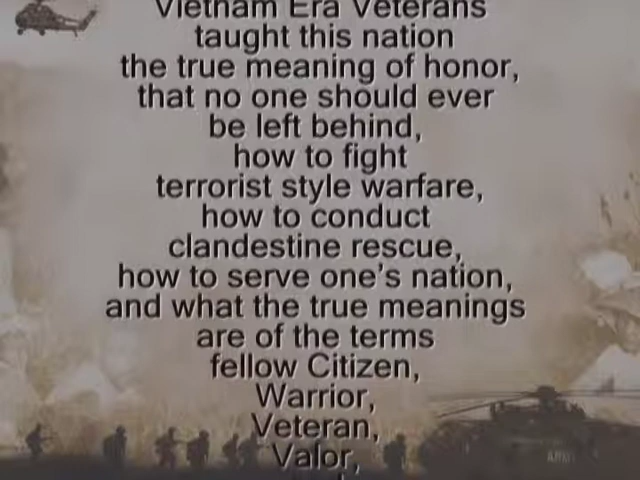 Vietnam Era Veterans
taught this nation
the true meaning of honor,
that no one should ever
be left behind,
how to fight
terrorist style warfare,
how to conduct
clandestine rescue,
how to serve one's nation,
and what the true meanings
are of the terms
fellow Citizen,
Warrior,
Veteran,
Valor,
ARMY